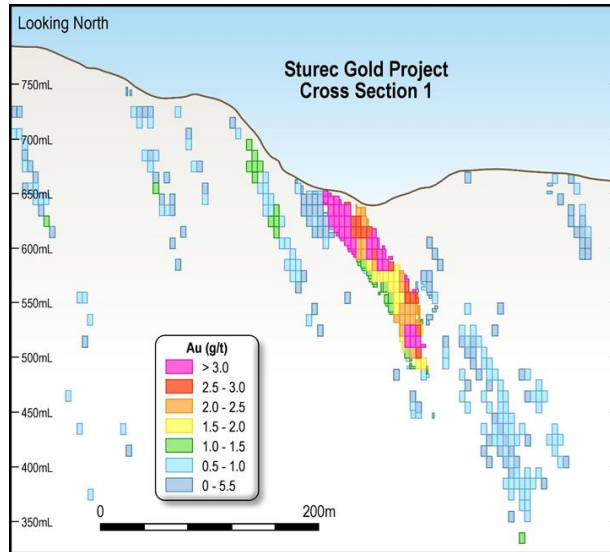 Looking North
Sturec Gold Project
Cross Section 1
750mL
700mL
650mL
600mL
550mL
500mL
450mL
400mL
350mL
Au (g/t)
> 3.0
2.5 - 3.0
2.0 - 2.5
1.5 - 2.0
1.0 - 1.5
0.5 - 1.0
0 - 5.5
0 200m